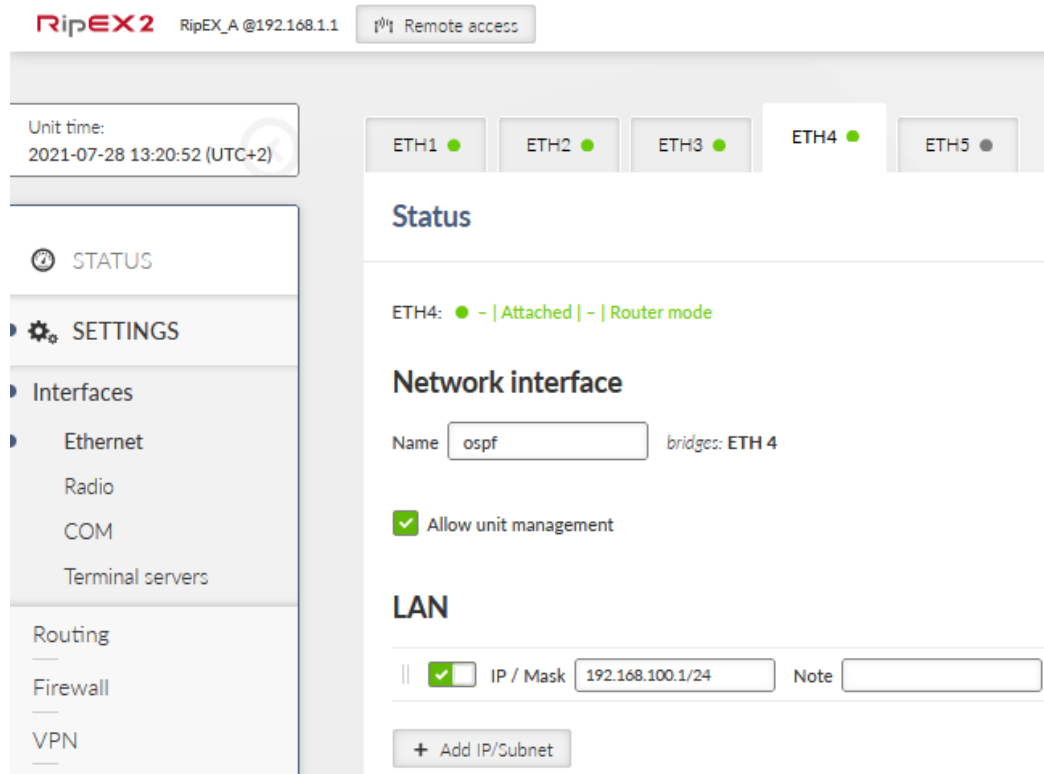 RipEX2 RipEX_A @192.168.1.1 Remote access
Unit time:
2021-07-28 13:20:52 (UTC+2)
ETH1 ETH2 ETH3 ETH4 ETH5
Status
STATUS
ETH4: – | Attached | – | Router mode
SETTINGS
Network interface
Interfaces
Name ospf bridges: ETH 4
Ethernet
Radio
Allow unit management
COM
Terminal servers
LAN
Routing
IP / Mask 192.168.100.1/24 Note
Firewall
VPN
+ Add IP/Subnet